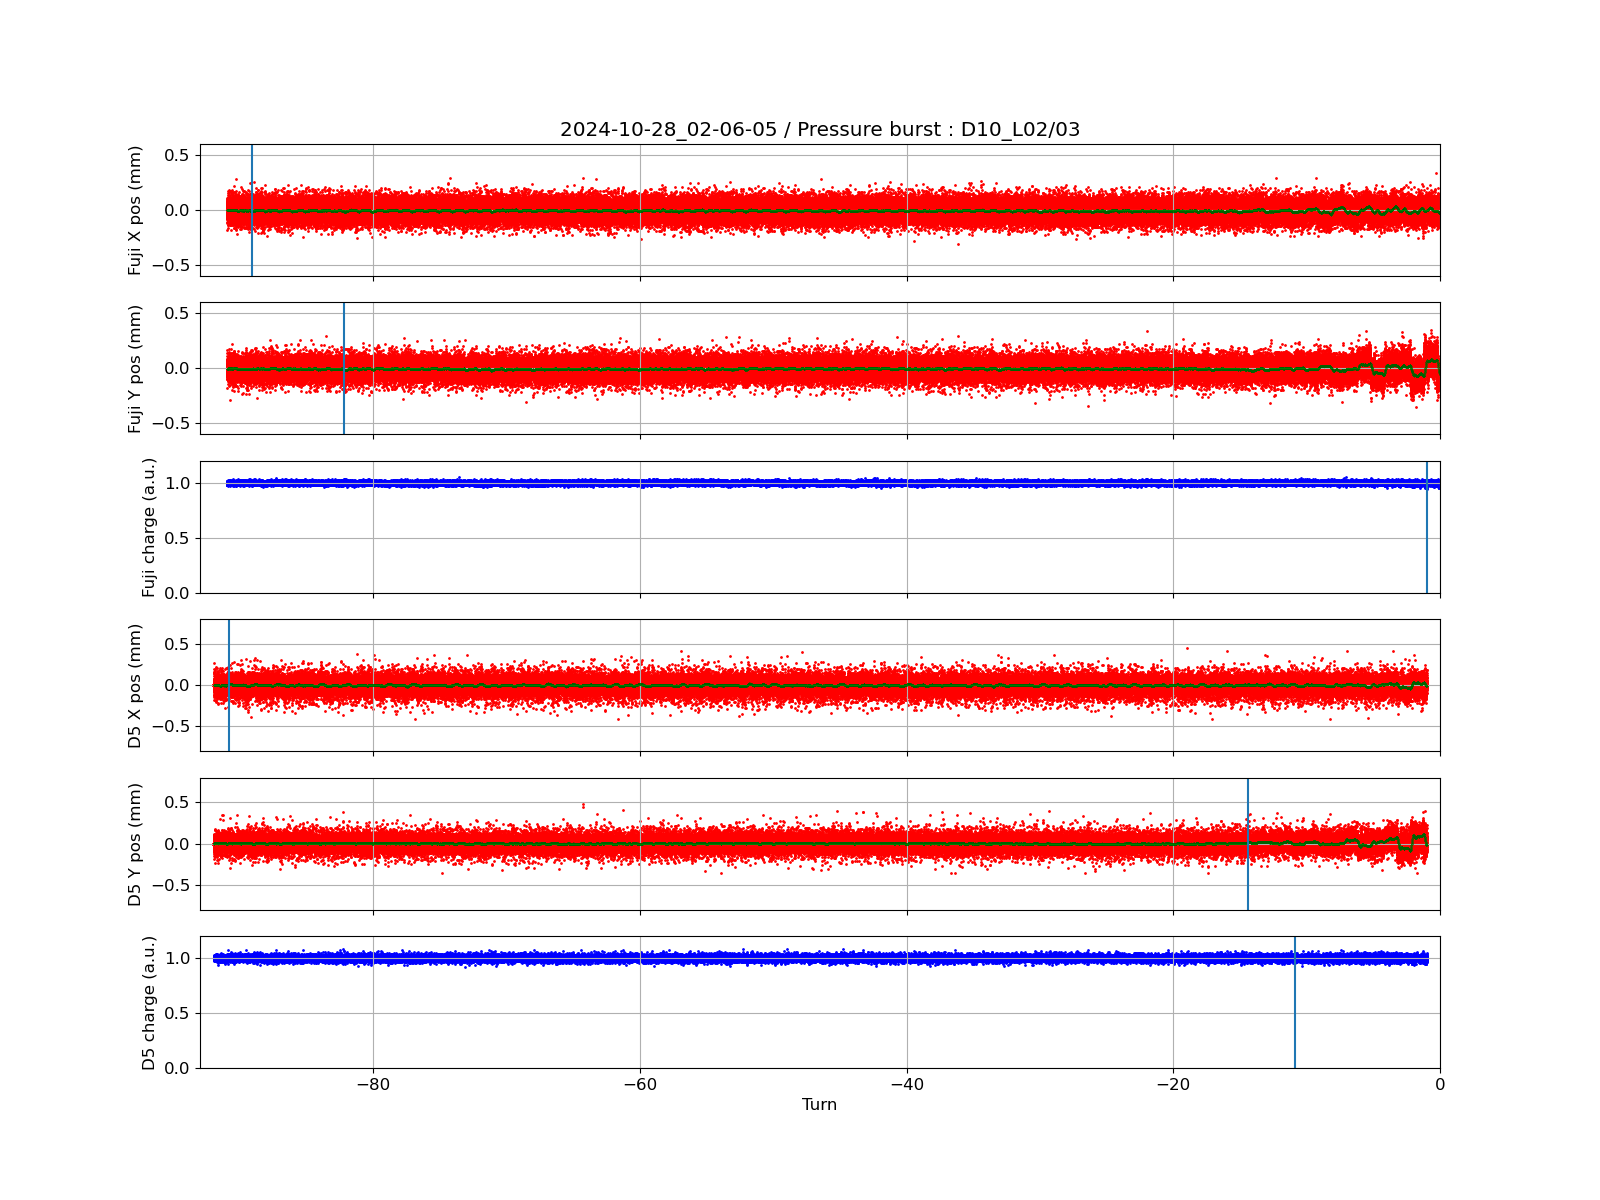 2024-10-28_02-06-05 / Pressure burst : D10_L02/03
0.5
0.0
−0.5
Fuji X pos (mm)
0.5
0.0
−0.5
Fuji Y pos (mm)
1.0
0.5
0.0
Fuji charge (a.u.)
0.5
0.0
−0.5
D5 X pos (mm)
0.5
0.0
−0.5
D5 Y pos (mm)
1.0
0.5
0.0
D5 charge (a.u.)
−80 −60 −40 −20 0
Turn